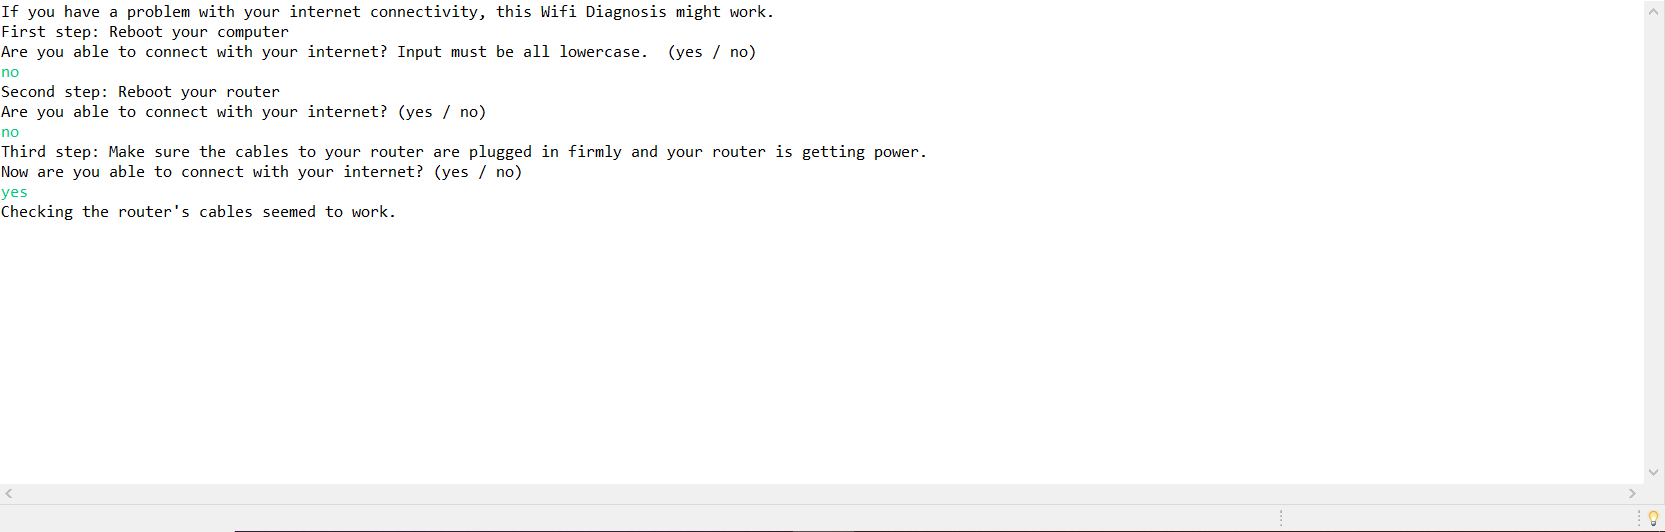 If you have a problem with your internet connectivity, this Wifi Diagnosis might work.
First step: Reboot your computer
Are you able to connect with your internet? Input must be all lowercase.  (yes / no)
no
Second step: Reboot your router
Are you able to connect with your internet? (yes / no)
no
Third step: Make sure the cables to your router are plugged in firmly and your router is getting power.
Now are you able to connect with your internet? (yes / no)
yes
Checking the router's cables seemed to work.